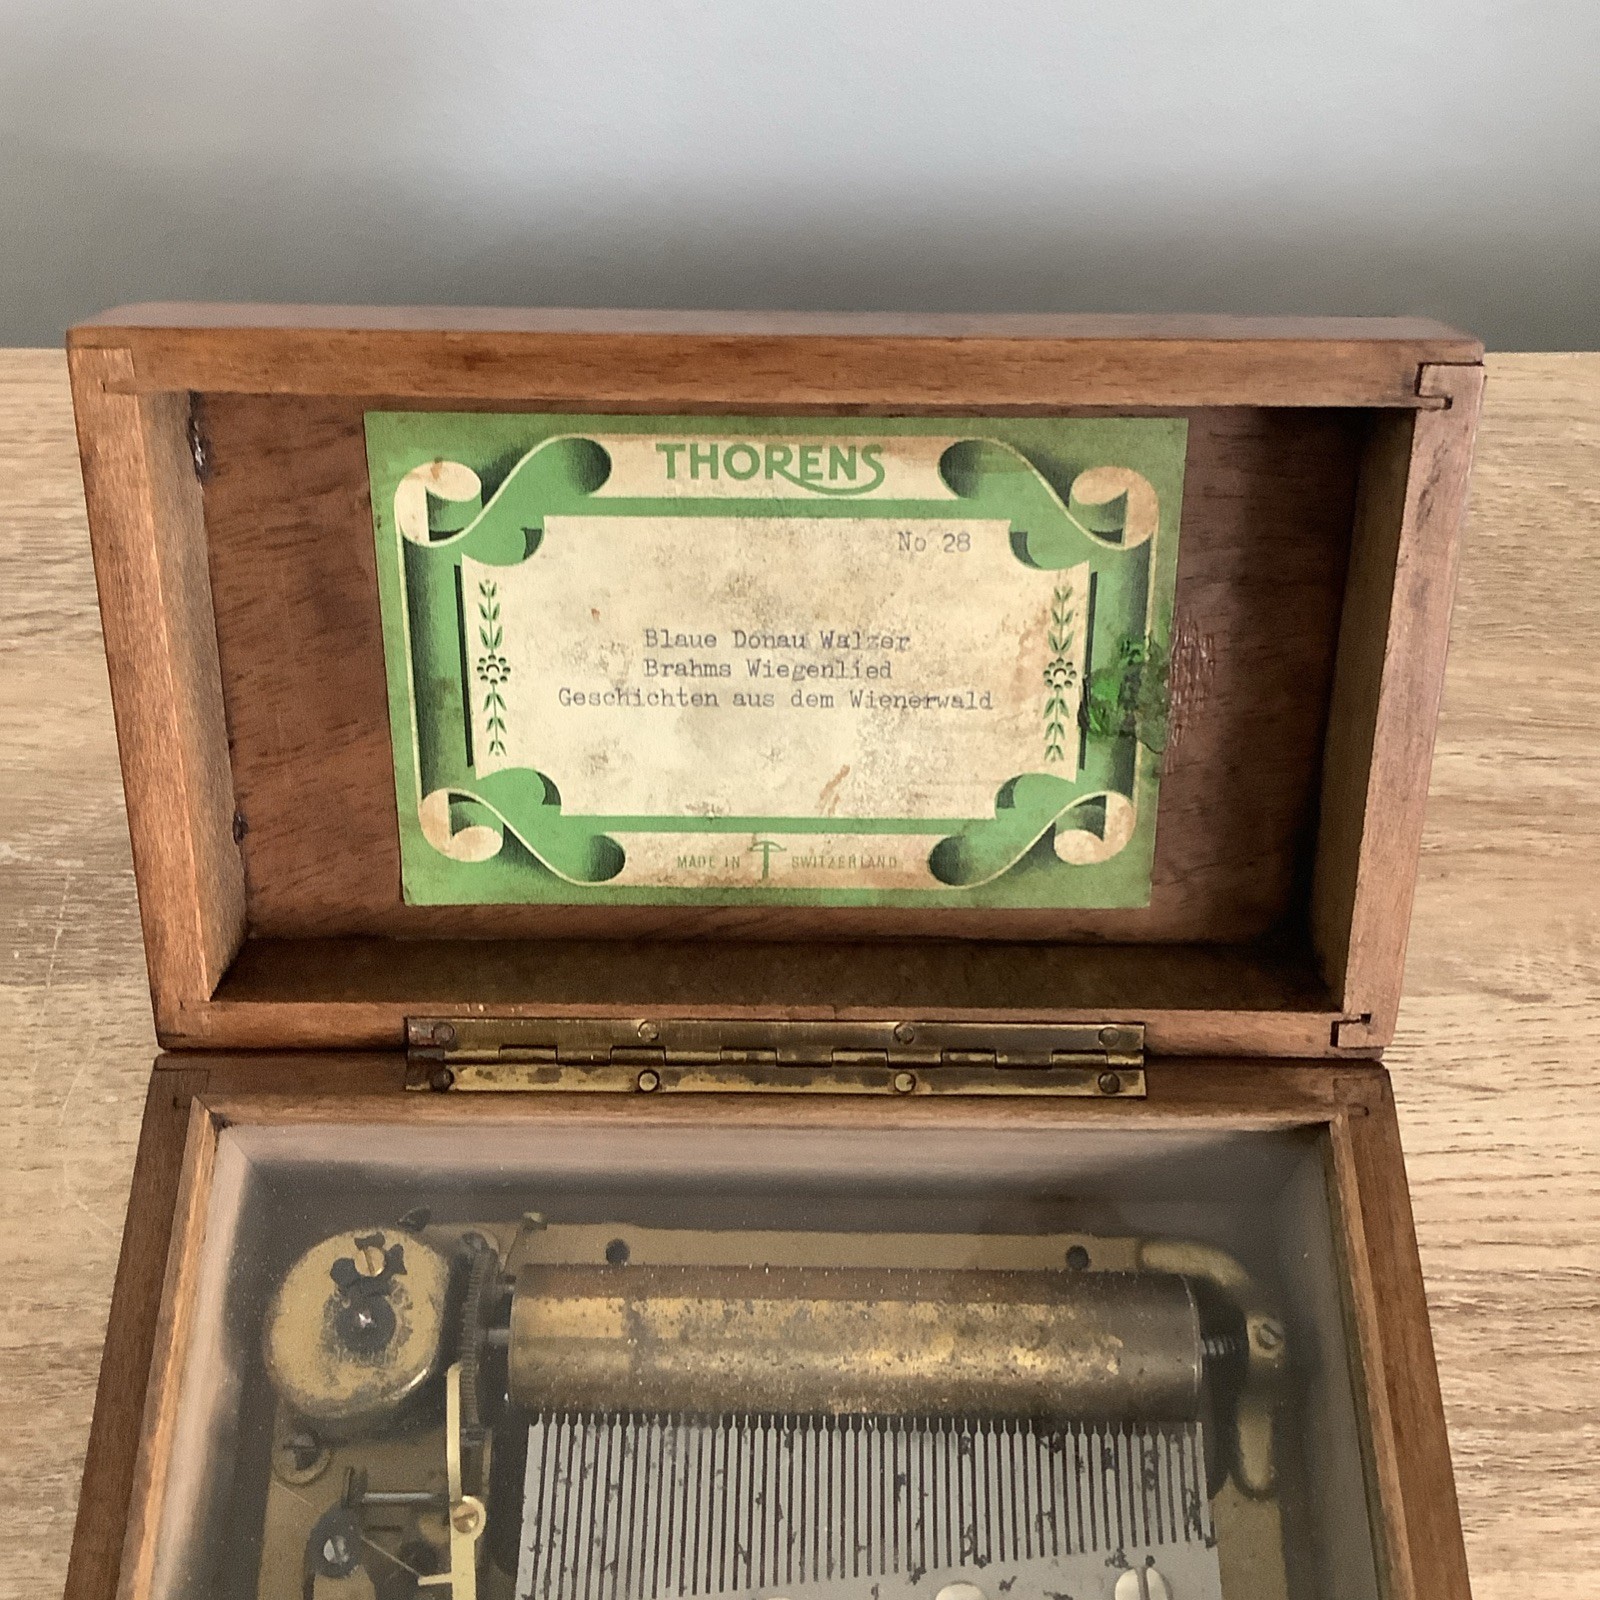 THORENS
No 28
Blaue Donau Walzer
Brahms Wiegenlied
Geschichten aus dem Wienerwald
MADE IN SWITZERLAND